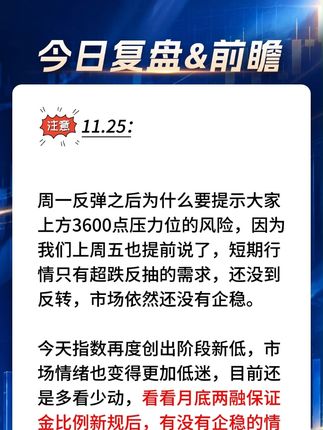 今日复盘&前瞻
注意 11.25：
周一反弹之后为什么要提示大家
上方3600点压力位的风险，因为
我们上周五也提前说了，短期行
情只有超跌反抽的需求，还没到
反转，市场依然还没有企稳。
今天指数再度创出阶段新低，市
场情绪也变得更加低迷，目前还
是多看少动，看看月底两融保证
金比例新规后，有没有企稳的情